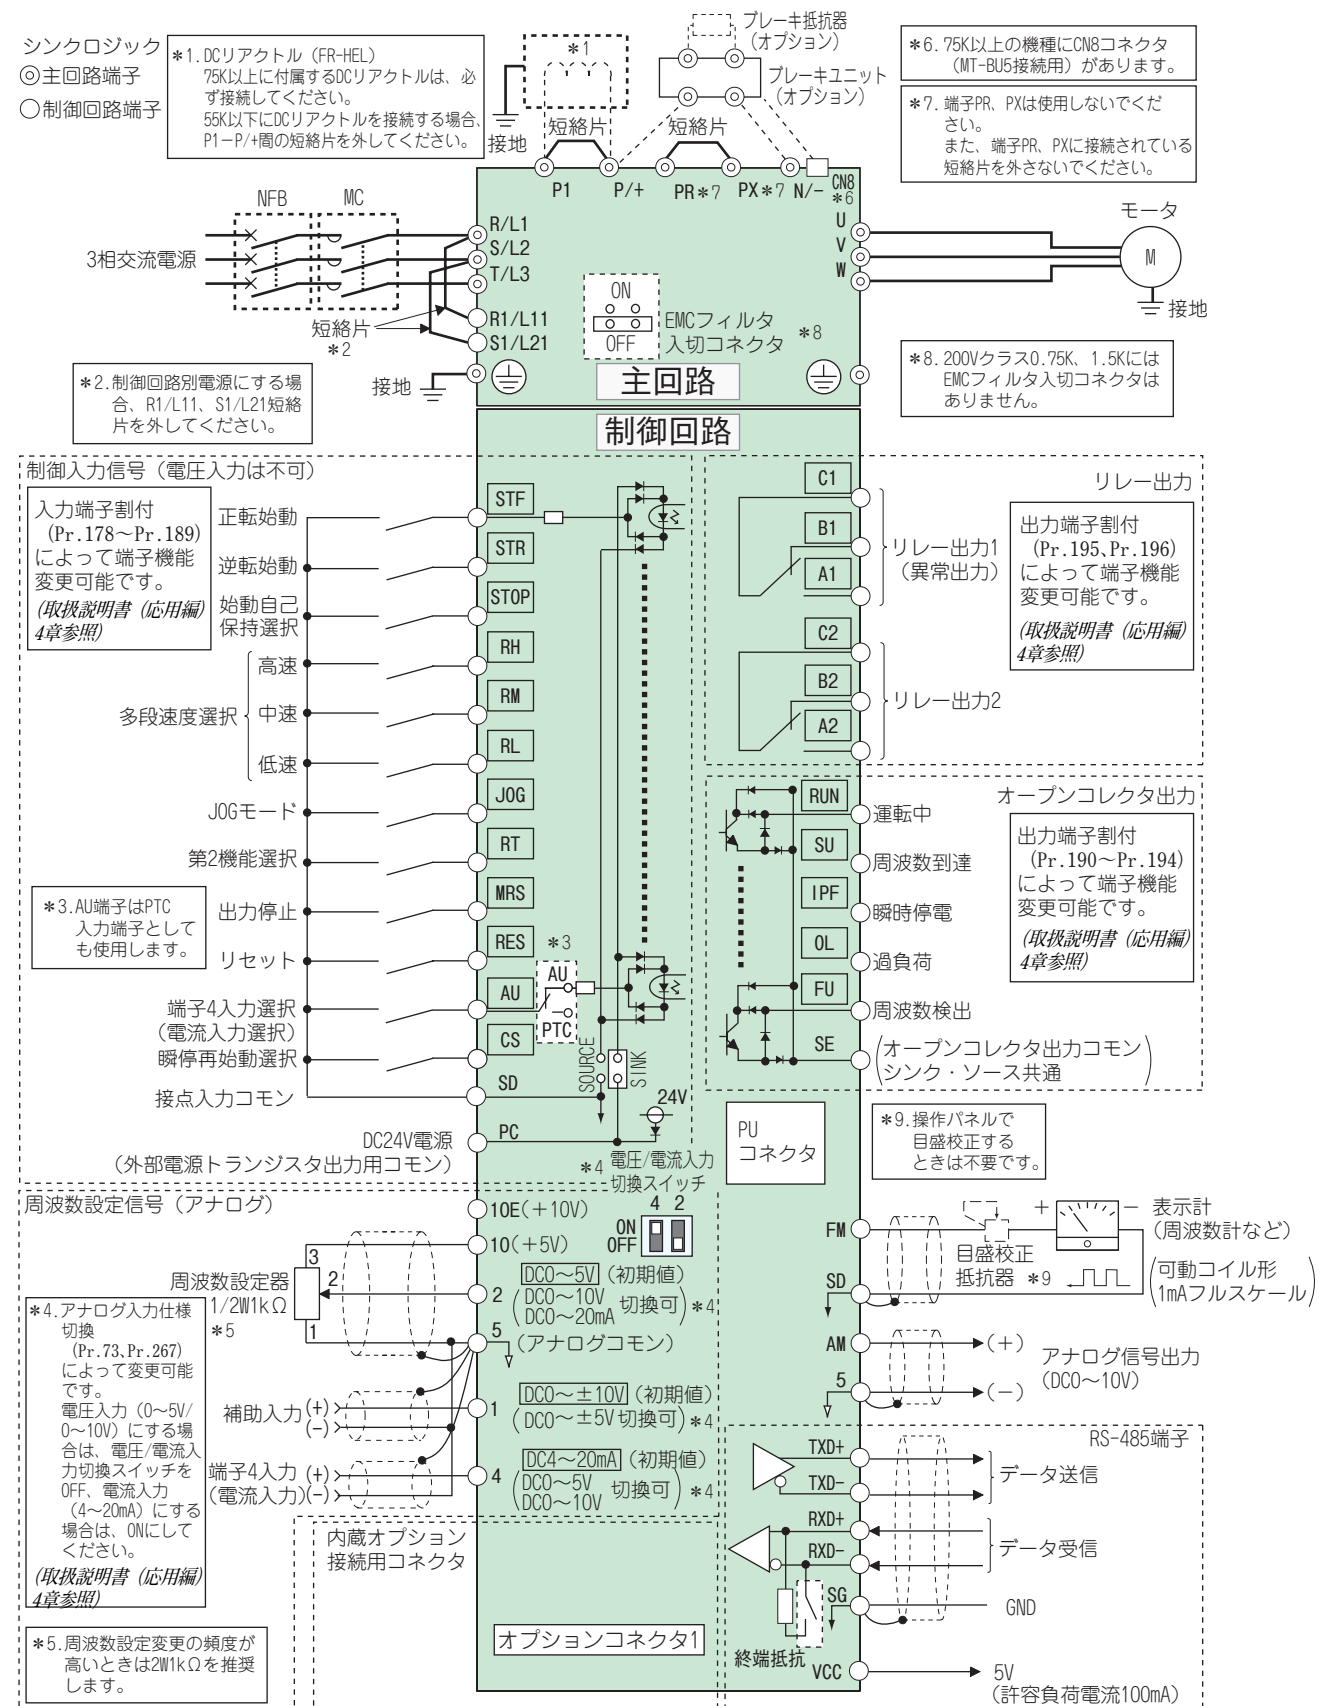 シンクロジック
◎主回路端子
○制御回路端子
*1.DCリアクトル（FR-HEL）
75K以上に付属するDCリアクトルは、必
ず接続してください。
55K以下にDCリアクトルを接続する場合、
P1－P/+間の短絡片を外してください。
*1
接地
ブレーキ抵抗器
（オプション）
ブレーキユニット
（オプション）
短絡片
短絡片
*6.75K以上の機種にCN8コネクタ
（MT-BU5接続用）があります。
*7.端子PR、PXは使用しないでくだ
さい。
また、端子PR、PXに接続されている
短絡片を外さないでください。
P1
P/+
PR*7
PX*7
N/-
CN8
*6
NFB
MC
3相交流電源
R/L1
S/L2
T/L3
R1/L11
S1/L21
短絡片
*2
接地
ON
OFF
EMCフィルタ
入切コネクタ
*8
主回路
U
V
W
モータ
M
接地
*2.制御回路別電源にする場
合、R1/L11、S1/L21短絡
片を外してください。
*8.200Vクラス0.75K、1.5Kには
EMCフィルタ入切コネクタは
ありません。
制御回路
制御入力信号（電圧入力は不可）
入力端子割付
（Pr.178～Pr.189）
によって端子機能
変更可能です。
(取扱説明書（応用編）
4章参照)
正転始動
STF
逆転始動
STR
始動自己
保持選択
STOP
多段速度選択
高速
RH
中速
RM
低速
RL
JOGモード
JOG
第2機能選択
RT
出力停止
MRS
リセット
RES
*3.AU端子はPTC
入力端子として
も使用します。
端子4入力選択
（電流入力選択）
AU
瞬停再始動選択
CS
接点入力コモン
SD
DC24V電源
（外部電源トランジスタ出力用コモン）
PC
*3
AU
PTC
SOURCE
SINK
24V
リレー出力
C1
B1
A1
リレー出力1
（異常出力）
C2
B2
A2
リレー出力2
出力端子割付
（Pr.195、Pr.196）
によって端子機能
変更可能です。
(取扱説明書（応用編）
4章参照)
オープンコレクタ出力
RUN
運転中
SU
周波数到達
IPF
瞬時停電
OL
過負荷
FU
周波数検出
SE
（オープンコレクタ出力コモン
シンク・ソース共通）
出力端子割付
（Pr.190～Pr.194）
によって端子機能
変更可能です。
(取扱説明書（応用編）
4章参照)
PU
コネクタ
*9.操作パネルで
目盛校正する
ときは不要です。
*4 電圧/電流入力
切換スイッチ
4 2
ON
OFF
周波数設定信号（アナログ）
10E(＋10V)
10(＋5V)
周波数設定器
1/2W1kΩ
*5
3
2
1
2
DC0～5V（初期値）
DC0～10V
DC0～20mA
切換可）*4
5
（アナログコモン）
補助入力
(+)
(-)
1
DC0～±10V（初期値）
（DC0～±5V切換可）*4
端子4入力
（電流入力）
(+)
(-)
4
DC4～20mA（初期値）
DC0～5V
DC0～10V
切換可）*4
*4.アナログ入力仕様
切換
（Pr.73、Pr.267）
によって変更可能
です。
電圧入力（0～5V/
0～10V）にする場
合は、電圧/電流入
力切換スイッチを
OFF、電流入力
（4～20mA）にする
場合は、ONにして
ください。
(取扱説明書（応用編）
4章参照)
*5.周波数設定変更の頻度が
高いときは2W1kΩを推奨
します。
内蔵オプション
接続用コネクタ
オプションコネクタ1
FM
SD
目盛校正
抵抗器 *9
+
-
表示計
（周波数計など）
（可動コイル形
1mAフルスケール）
AM
(+)
5
(-)
アナログ信号出力
（DC0～10V）
RS-485端子
TXD+
TXD-
データ送信
RXD+
RXD-
データ受信
SG
GND
終端抵抗
VCC
5V
（許容負荷電流100mA）